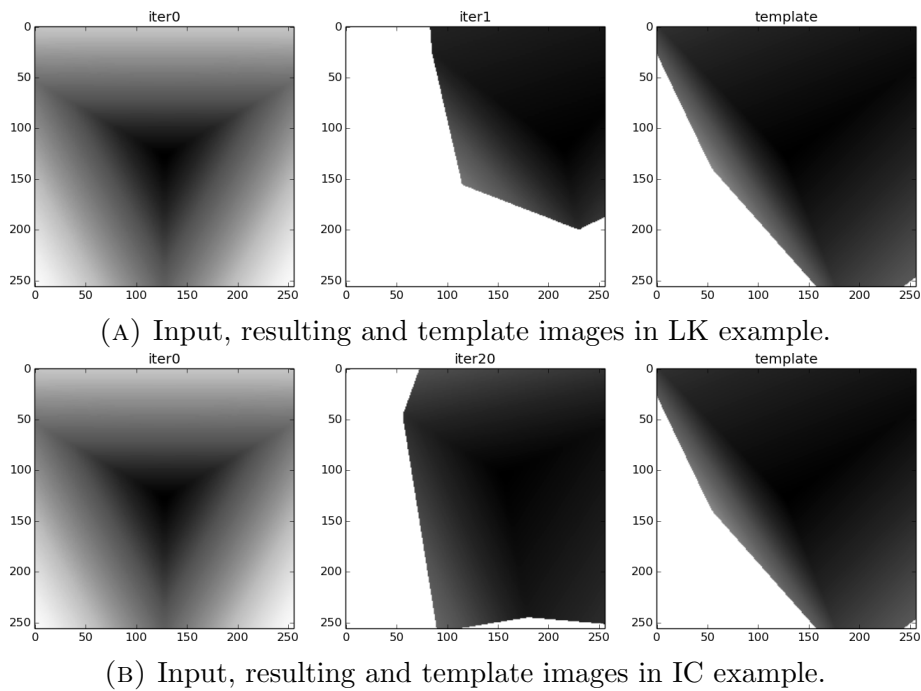 iter0 iter1 template
0 0 0
50 50 50
100 100 100
150 150 150
200 200 200
250 250 250
0 50 100 150 200 250 0 50 100 150 200 250 0 50 100 150 200 250
(A) Input, resulting and template images in LK example.
iter0 iter20 template
0 0 0
50 50 50
100 100 100
150 150 150
200 200 200
250 250 250
0 50 100 150 200 250 0 50 100 150 200 250 0 50 100 150 200 250
(B) Input, resulting and template images in IC example.